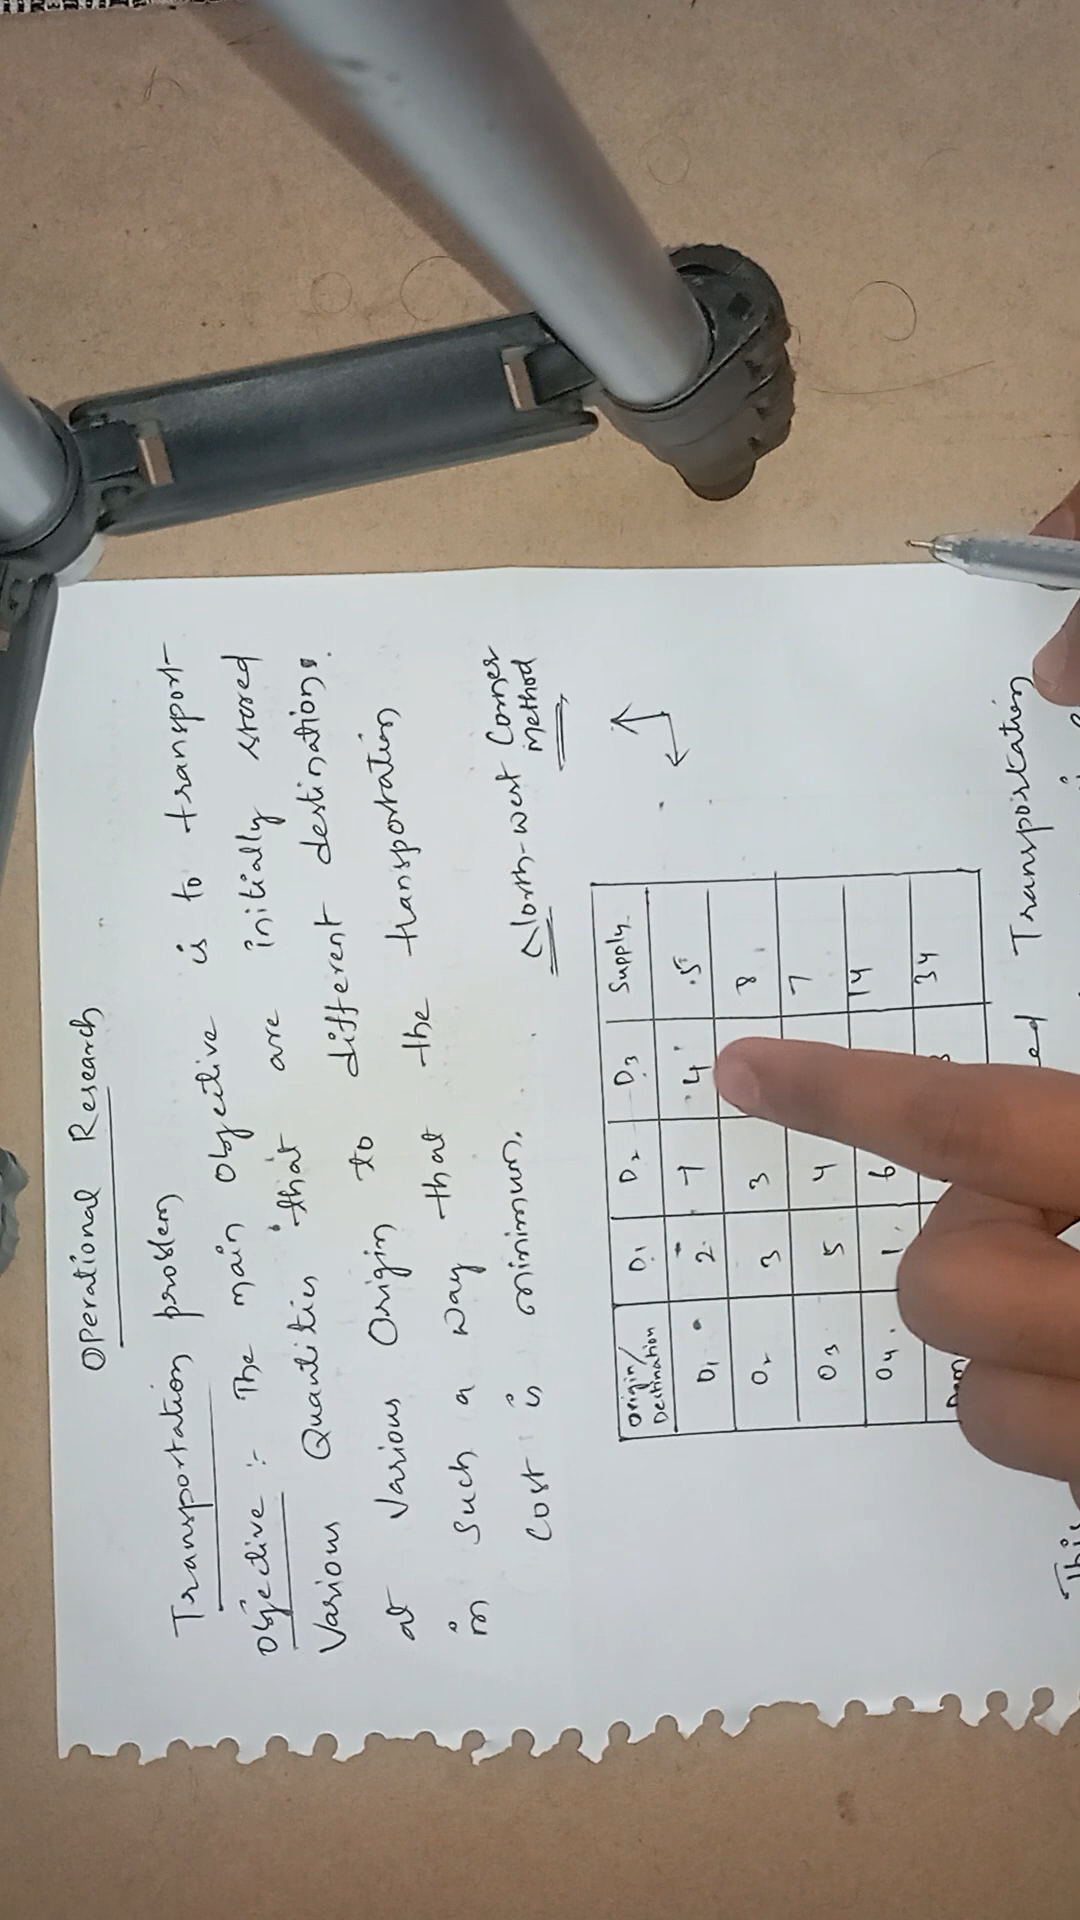 Operational Research
Transportation problem
Objective :- The main objective is to transport
Various Quantities that are initially stored
at Various Origin to different destinations.
in such a way that the transportation
cost is minimum.
North-west Corner
Method
Origin/ D1 D2 D3 Supply
Destination
O1 2 7 4 5
O2 3 3 8
O3 5 4 7
O4 1 6 14
Dem 34
ed Transportation
This